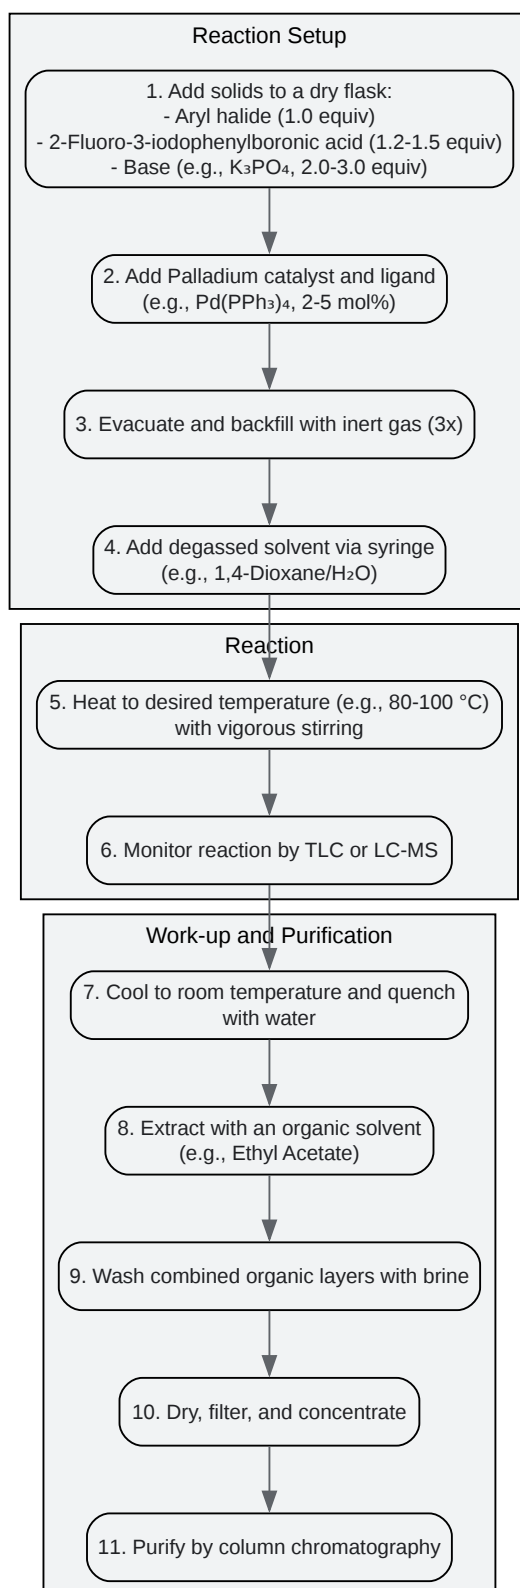 Reaction Setup
1. Add solids to a dry flask:
- Aryl halide (1.0 equiv)
- 2-Fluoro-3-iodophenylboronic acid (1.2-1.5 equiv)
- Base (e.g., K₃PO₄, 2.0-3.0 equiv)
2. Add Palladium catalyst and ligand
(e.g., Pd(PPh₃)₄, 2-5 mol%)
3. Evacuate and backfill with inert gas (3x)
4. Add degassed solvent via syringe
(e.g., 1,4-Dioxane/H₂O)
Reaction
5. Heat to desired temperature (e.g., 80-100 °C)
with vigorous stirring
6. Monitor reaction by TLC or LC-MS
Work-up and Purification
7. Cool to room temperature and quench
with water
8. Extract with an organic solvent
(e.g., Ethyl Acetate)
9. Wash combined organic layers with brine
10. Dry, filter, and concentrate
11. Purify by column chromatography